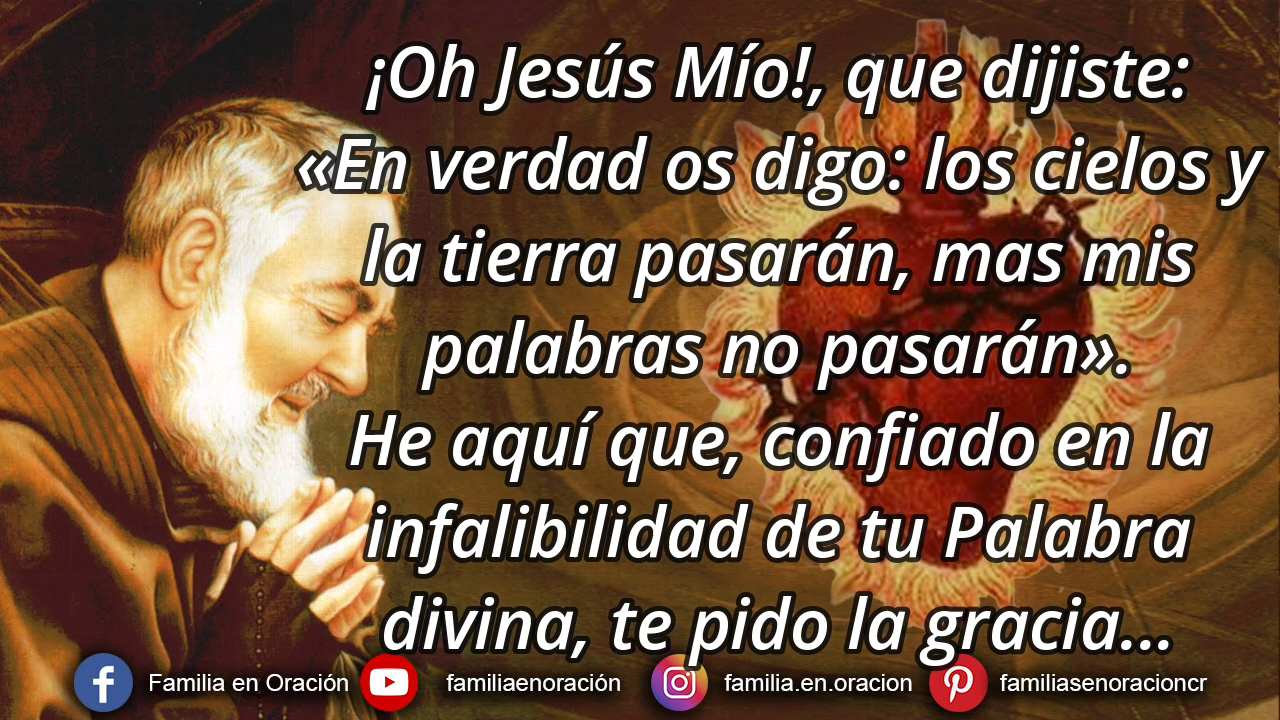 ¡Oh Jesús Mío!, que dijiste:
«En verdad os digo: los cielos y
la tierra pasarán, mas mis
palabras no pasarán».
He aquí que, confiado en la
infalibilidad de tu Palabra
divina, te pido la gracia...
Familia en Oración familiaenoración familia.en.oracion familiasenoracioncr